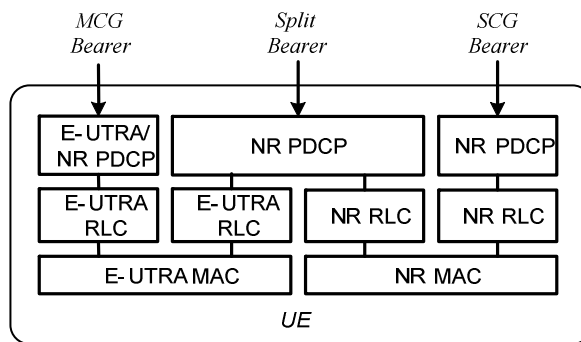 MCG Bearer
Split Bearer
SCG Bearer
E-UTRA/ NR PDCP
NR PDCP
NR PDCP
E-UTRA RLC
E-UTRA RLC
NR RLC
NR RLC
E-UTRA MAC
NR MAC
UE